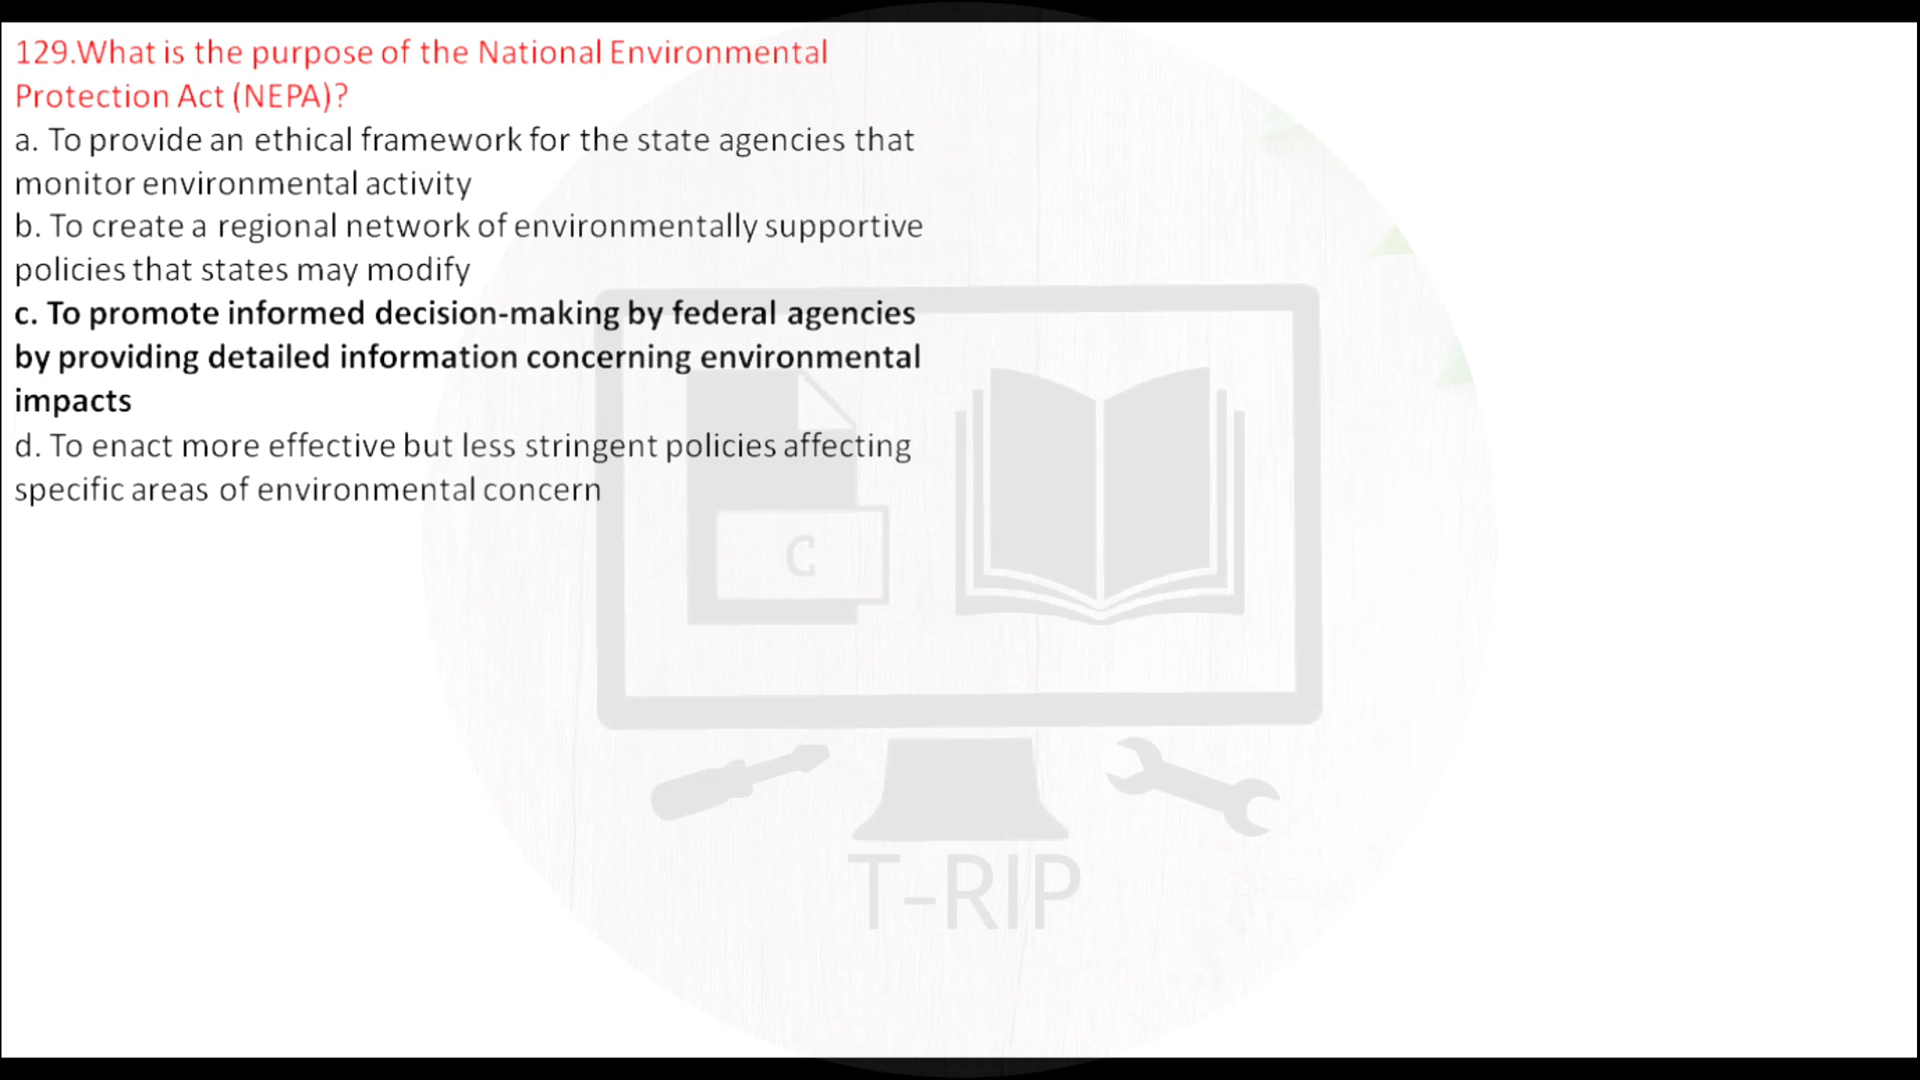 129.What is the purpose of the National Environmental
Protection Act (NEPA)?
a. To provide an ethical framework for the state agencies that
monitor environmental activity
b. To create a regional network of environmentally supportive
policies that states may modify
c. To promote informed decision-making by federal agencies
by providing detailed information concerning environmental
impacts
d. To enact more effective but less stringent policies affecting
specific areas of environmental concern
C
T-RIP